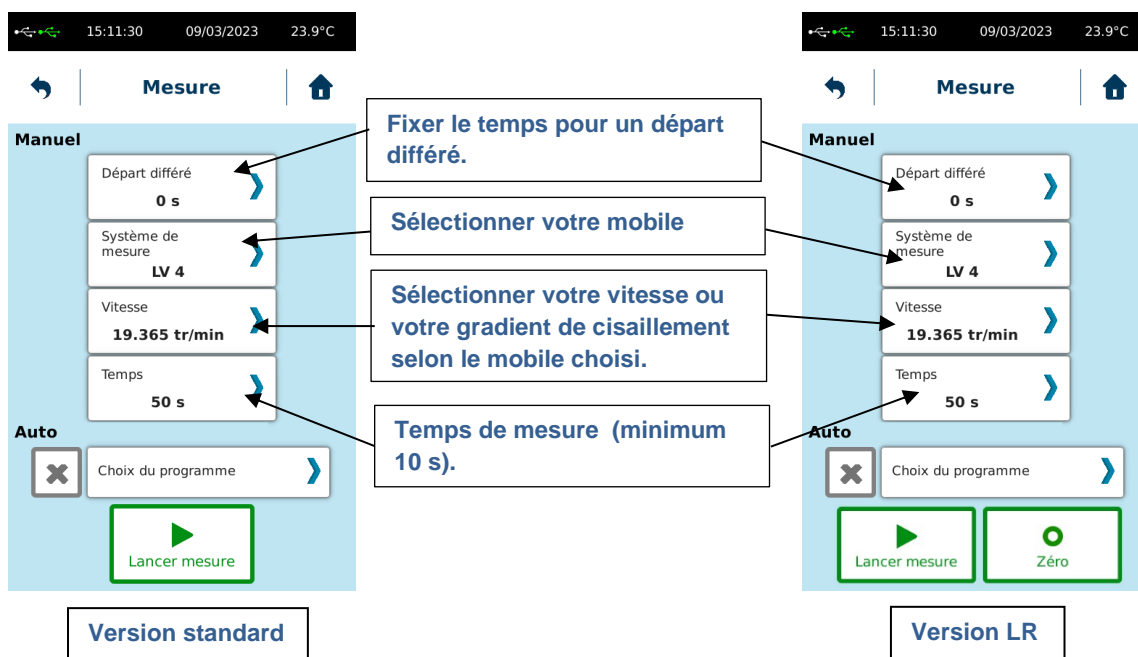 15:11:30 09/03/2023 23.9°C
Mesure
Manuel
Départ différé
0 s
Système de
mesure
LV 4
Vitesse
19.365 tr/min
Temps
50 s
Auto
Choix du programme
Lancer mesure
Version standard
Fixer le temps pour un départ
différé.
Sélectionner votre mobile
Sélectionner votre vitesse ou
votre gradient de cisaillement
selon le mobile choisi.
Temps de mesure (minimum
10 s).
15:11:30 09/03/2023 23.9°C
Mesure
Manuel
Départ différé
0 s
Système de
mesure
LV 4
Vitesse
19.365 tr/min
Temps
50 s
Auto
Choix du programme
Lancer mesure
Zéro
Version LR